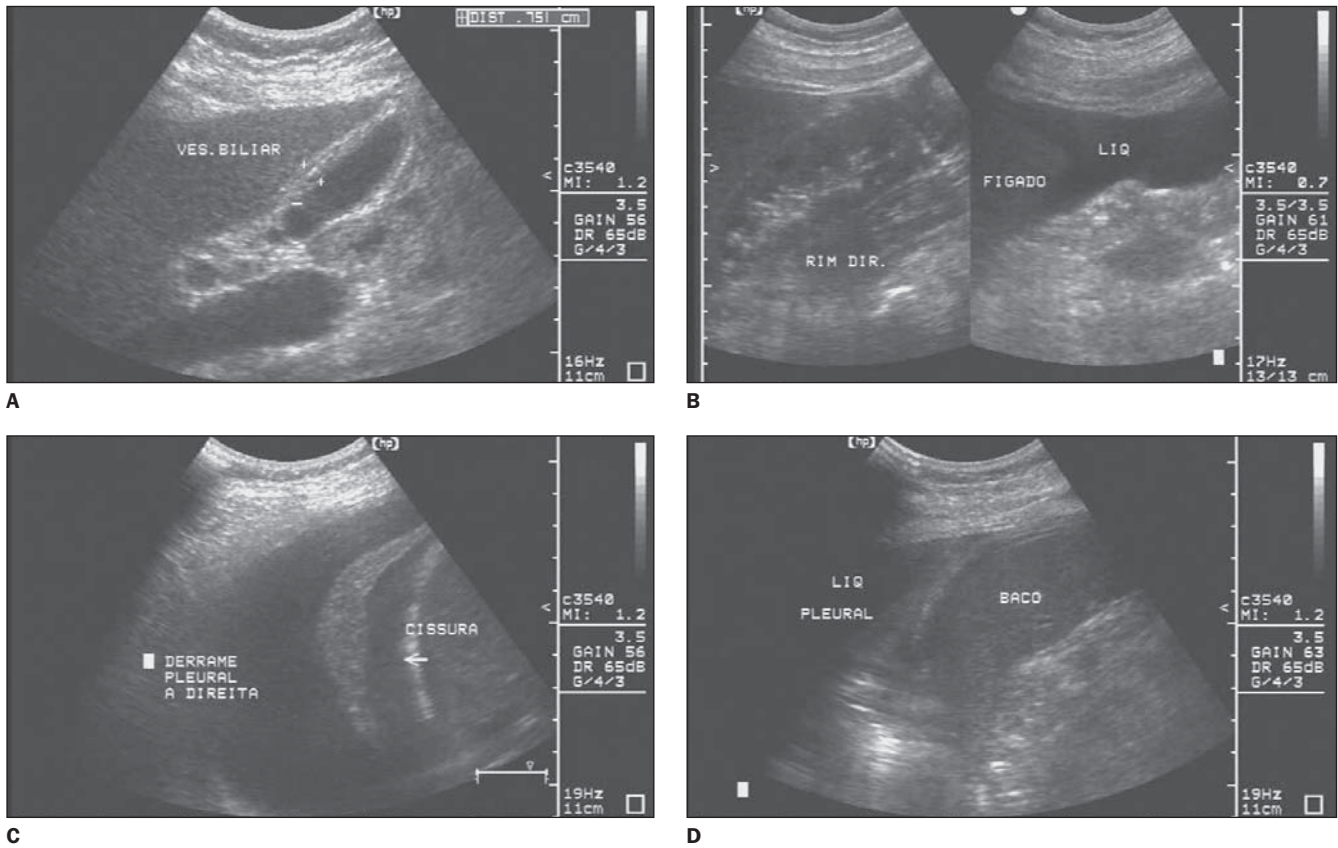 [hp]
DIST .751 cm
VES.BILIAR
c3540
MI: 1.2
3.5
GAIN 56
DR 65dB
G/4/3
16Hz
11cm
A
[hp]
LIQ
FIGADO
RIM DIR.
c3540
MI: 0.7
3.5/3.5
GAIN 61
DR 65dB
G/4/3
17Hz
13/13 cm
B
[hp]
CISSURA
DERRAME
PLEURAL
A DIREITA
c3540
MI: 1.2
3.5
GAIN 56
DR 65dB
G/4/3
19Hz
11cm
C
[hp]
LIQ
PLEURAL
BACO
c3540
MI: 1.2
3.5
GAIN 63
DR 65dB
G/4/3
19Hz
11cm
D